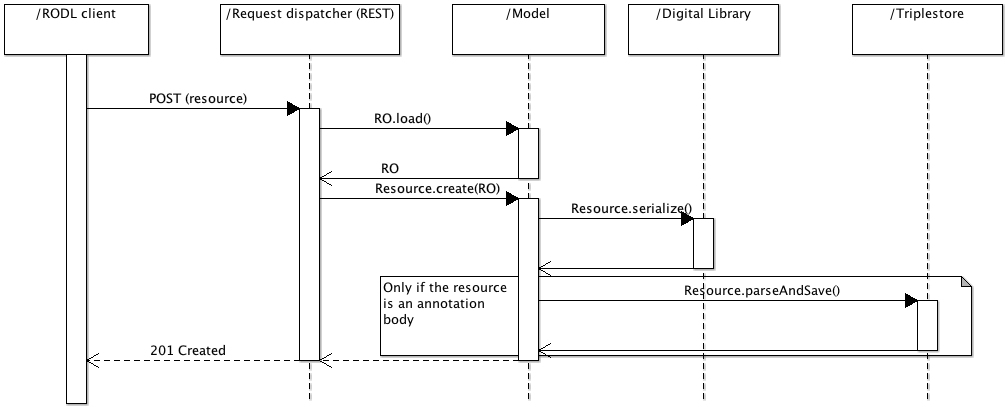 /RODL client
/Request dispatcher (REST)
/Model
/Digital Library
/Triplestore
POST (resource)
RO.load()
RO
Resource.create(RO)
Resource.serialize()
Only if the resource
is an annotation
body
Resource.parseAndSave()
201 Created